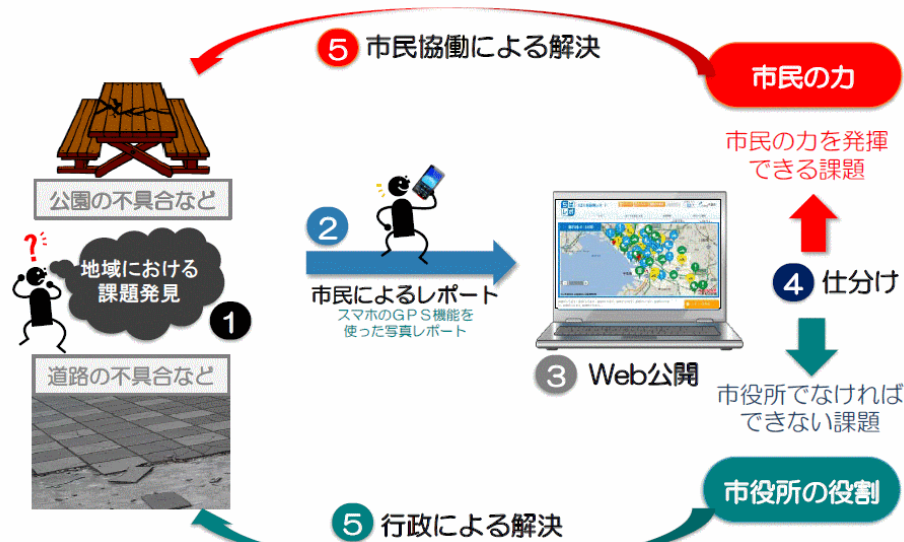 ⑤ 市民協働による解決
市民の力
市民の力を発揮
できる課題
公園の不具合など
?
地域における
課題発見
①
②
市民によるレポート
スマホのGPS機能を
使った写真レポート
④ 仕分け
③ Web公開
道路の不具合など
市役所でなければ
できない課題
市役所の役割
⑤ 行政による解決